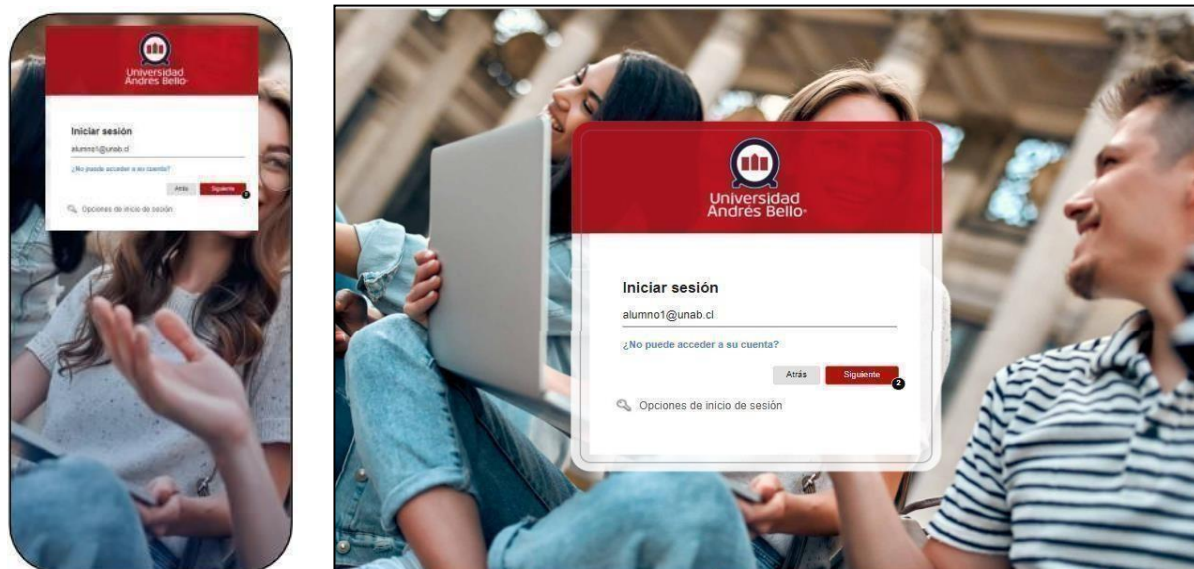 Universidad
Andrés Bello
Iniciar sesión
alumno1@unab.cl
¿No puede acceder a su cuenta?
Atrás Siguiente
Opciones de inicio de sesión
Universidad
Andrés Bello
Iniciar sesión
alumno1@unab.cl
¿No puede acceder a su cuenta?
Atrás Siguiente
2
Opciones de inicio de sesión